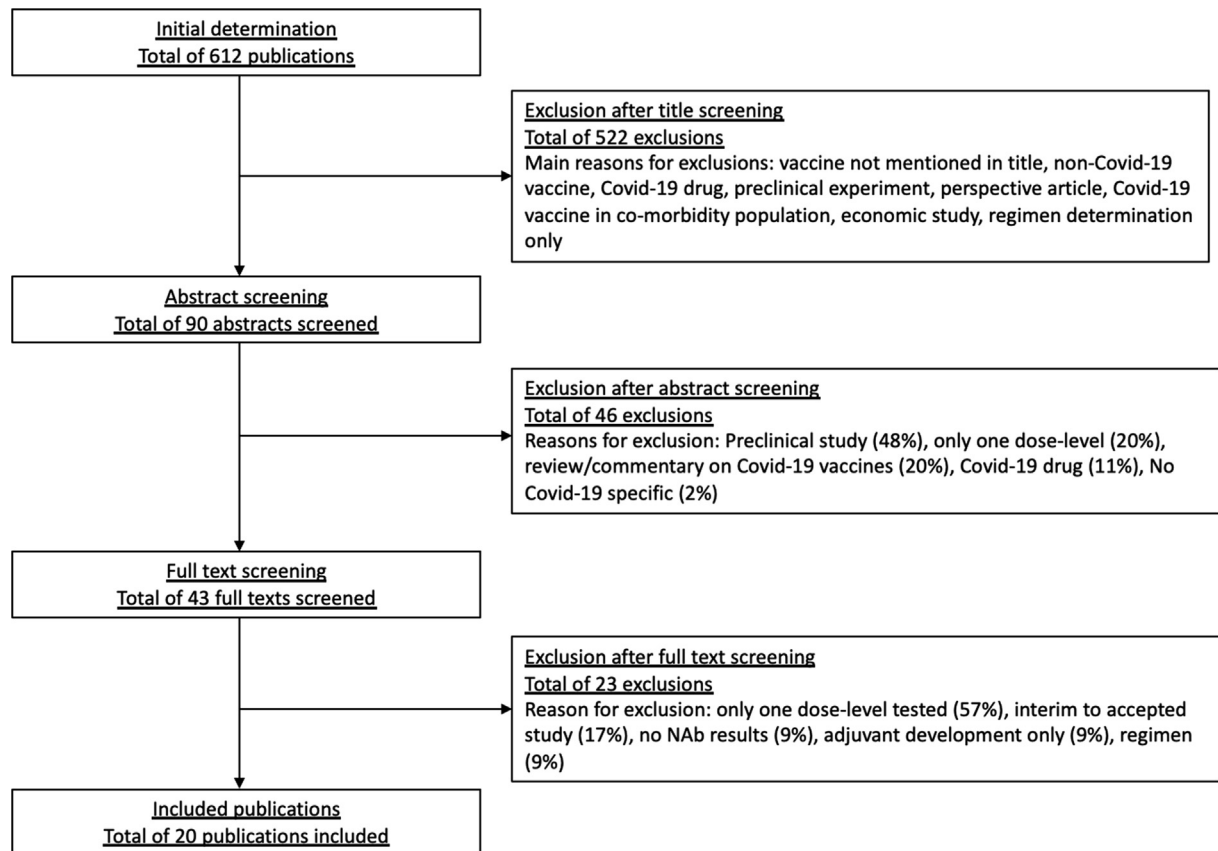 Initial determination
Total of 612 publications
Exclusion after title screening
Total of 522 exclusions
Main reasons for exclusions: vaccine not mentioned in title, non-Covid-19
vaccine, Covid-19 drug, preclinical experiment, perspective article, Covid-19
vaccine in co-morbidity population, economic study, regimen determination
only
Abstract screening
Total of 90 abstracts screened
Exclusion after abstract screening
Total of 46 exclusions
Reasons for exclusion: Preclinical study (48%), only one dose-level (20%),
review/commentary on Covid-19 vaccines (20%), Covid-19 drug (11%), No
Covid-19 specific (2%)
Full text screening
Total of 43 full texts screened
Exclusion after full text screening
Total of 23 exclusions
Reason for exclusion: only one dose-level tested (57%), interim to accepted
study (17%), no NAb results (9%), adjuvant development only (9%), regimen
(9%)
Included publications
Total of 20 publications included